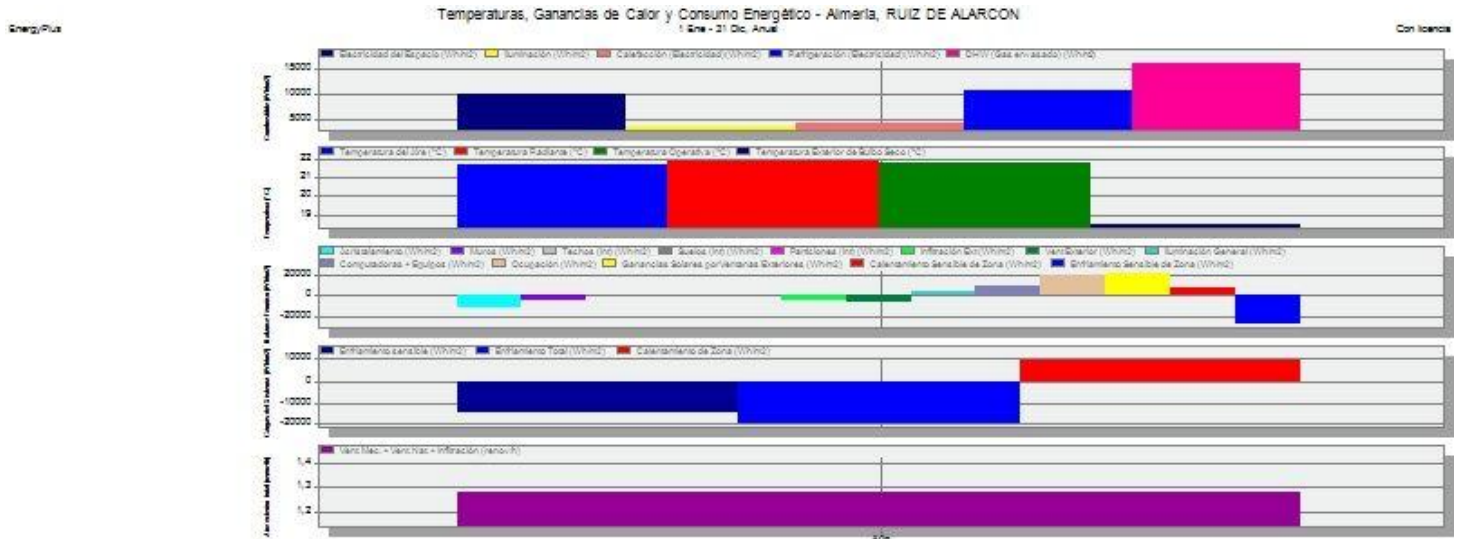 Temperaturas, Ganancias de Calor y Consumo Energético - Almería, RUIZ DE ALARCON
EnergyPlus
1 Ene - 31 Dic, Anual
Con licencia
Electricidad del Espacio (Wh/m2) Iluminación (Wh/m2) Calefacción (Electricidad) (Wh/m2) Refrigeración (Electricidad) (Wh/m2) DHW (Gas envasado) (Wh/m2)
15000
10000
5000
Temperatura del Aire (°C) Temperatura Radiante (°C) Temperatura Operativa (°C) Temperatura Exterior de Bulbo Seco (°C)
Temperatura (°C)
22
21
20
19
Acristalamiento (Wh/m2) Muros (Wh/m2) Techos (int) (Wh/m2) Suelos (int) (Wh/m2) Particiones (int) (Wh/m2) Infiltración Ext (Wh/m2) Vent Exterior (Wh/m2) Iluminación General (Wh/m2)
Computadoras + Equipos (Wh/m2) Ocupación (Wh/m2) Ganancias Solares por Ventanas Exteriores (Wh/m2) Calentamiento Sensible de Zona (Wh/m2) Enfriamiento Sensible de Zona (Wh/m2)
20000
0
-20000
Enfriamiento sensible (Wh/m2) Enfriamiento Total (Wh/m2) Calentamiento de Zona (Wh/m2)
10000
0
-10000
-20000
Vent Mec. + Vent Nat + Infiltración (renov/h)
1,4
1,3
1,2